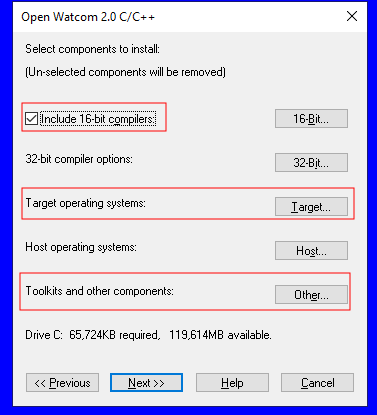 Open Watcom 2.0 C/C++
Select components to install:
(Un-selected components will be removed)
Include 16-bit compilers: 16-Bit...
32-bit compiler options: 32-Bit...
Target operating systems: Target...
Host operating systems: Host...
Toolkits and other components: Other...
Drive C: 65,724KB required, 119,614MB available.
<< Previous Next >> Help Cancel